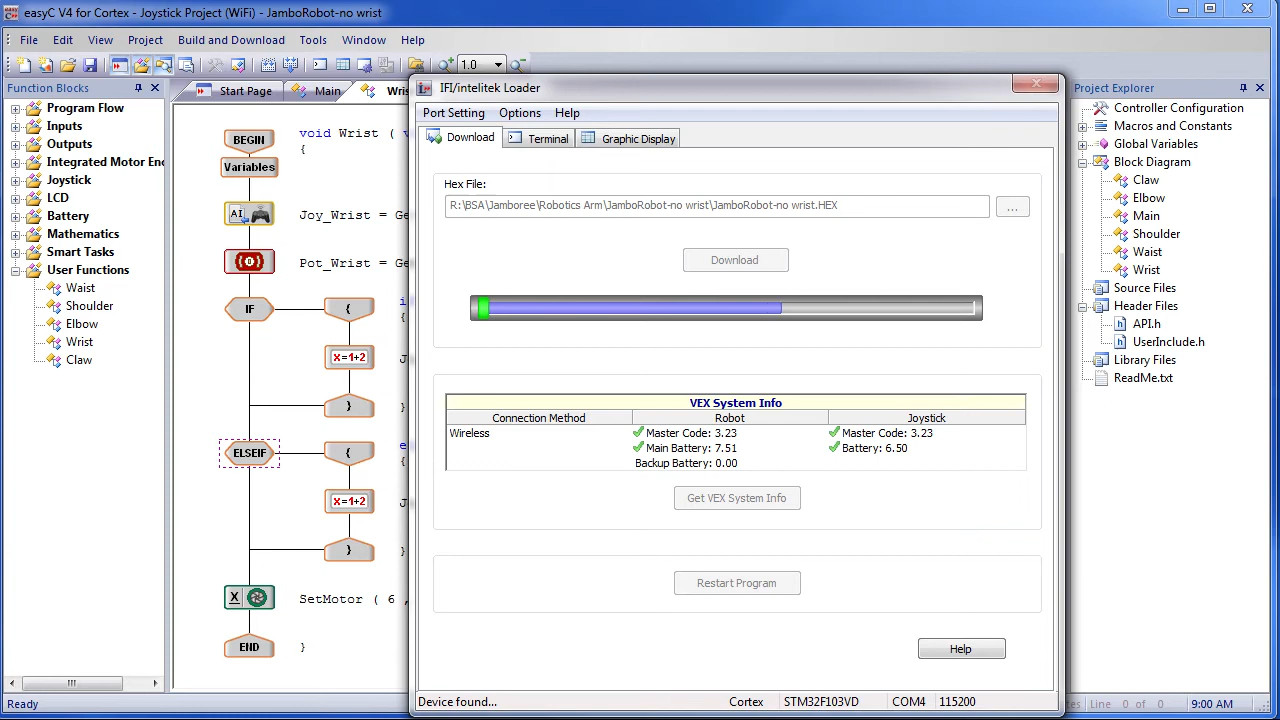 easyC V4 for Cortex - Joystick Project (WiFi) - JamboRobot-no wrist
File Edit View Project Build and Download Tools Window Help
1.0
Function Blocks
Program Flow
Inputs
Outputs
Integrated Motor Enc
Joystick
LCD
Battery
Mathematics
Smart Tasks
User Functions
Waist
Shoulder
Elbow
Wrist
Claw
Start Page Main Wris
BEGIN void Wrist ( v
{
Variables
AI Joy_Wrist = Ge
Pot_Wrist = Ge
IF { i
{
X=1+2 J
} }
ELSEIF { e
{
X=1+2 J
} }
X SetMotor ( 6 ,
END }
IFI/intelitek Loader
Port Setting Options Help
Download Terminal Graphic Display
Hex File:
R:\BSA\Jamboree\Robotics Arm\JamboRobot-no wrist\JamboRobot-no wrist.HEX
...
Download
VEX System Info
Connection Method Robot Joystick
Wireless Master Code: 3.23 Master Code: 3.23
Main Battery: 7.51 Battery: 6.50
Backup Battery: 0.00
Get VEX System Info
Restart Program
Help
Device found... Cortex STM32F103VD COM4 115200
Project Explorer
Controller Configuration
Macros and Constants
Global Variables
Block Diagram
Claw
Elbow
Main
Shoulder
Waist
Wrist
Source Files
Header Files
API.h
UserInclude.h
Library Files
ReadMe.txt
Ready Line 0 of 0 9:00 AM